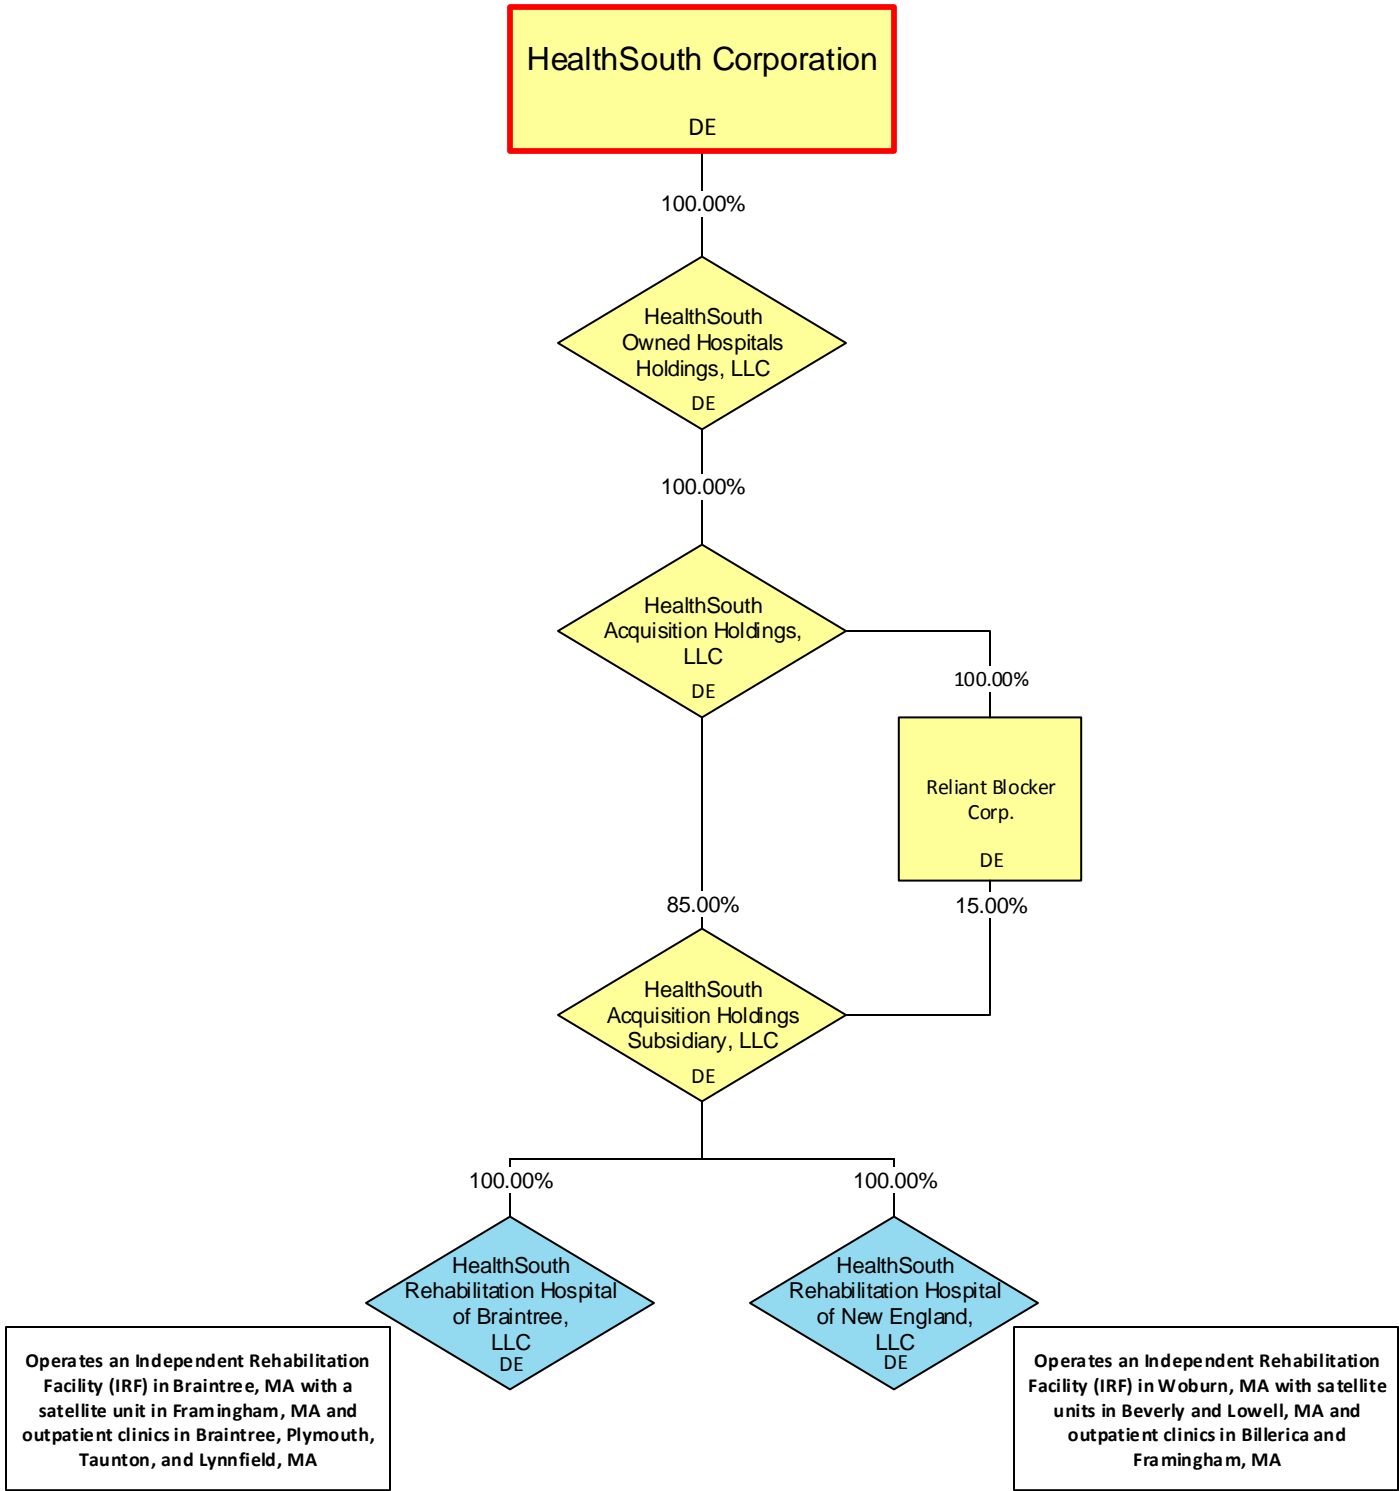 HealthSouth Corporation
DE
100.00%
HealthSouth
Owned Hospitals
Holdings, LLC
DE
100.00%
HealthSouth
Acquisition Holdings,
LLC
DE
100.00%
Reliant Blocker
Corp.
DE
85.00%
15.00%
HealthSouth
Acquisition Holdings
Subsidiary, LLC
DE
100.00%
100.00%
HealthSouth
Rehabilitation Hospital
of Braintree,
LLC
DE
HealthSouth
Rehabilitation Hospital
of New England,
LLC
DE
Operates an Independent Rehabilitation
Facility (IRF) in Braintree, MA with a
satellite unit in Framingham, MA and
outpatient clinics in Braintree, Plymouth,
Taunton, and Lynnfield, MA
Operates an Independent Rehabilitation
Facility (IRF) in Woburn, MA with satellite
units in Beverly and Lowell, MA and
outpatient clinics in Billerica and
Framingham, MA